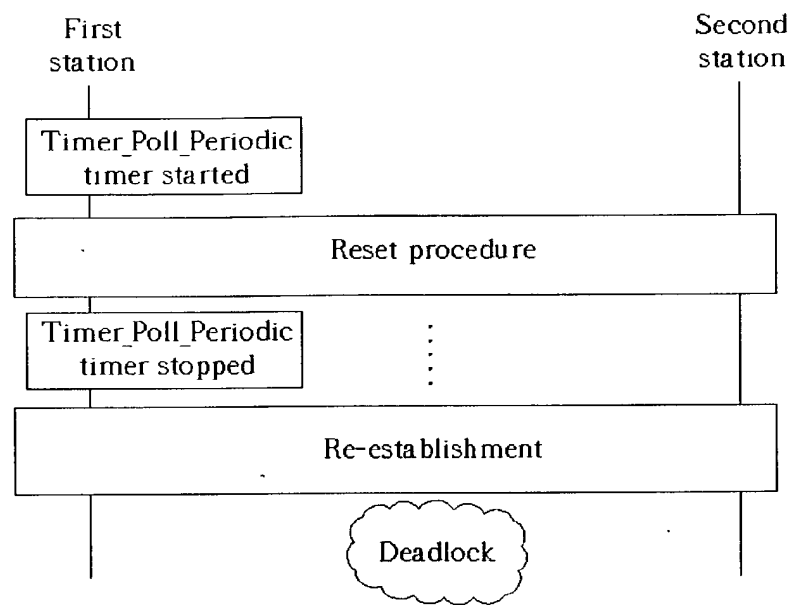 First
station
Second
station
Timer_Poll_Periodic
timer started
Reset procedure
Timer_Poll_Periodic
timer stopped
Re-establishment
Deadlock